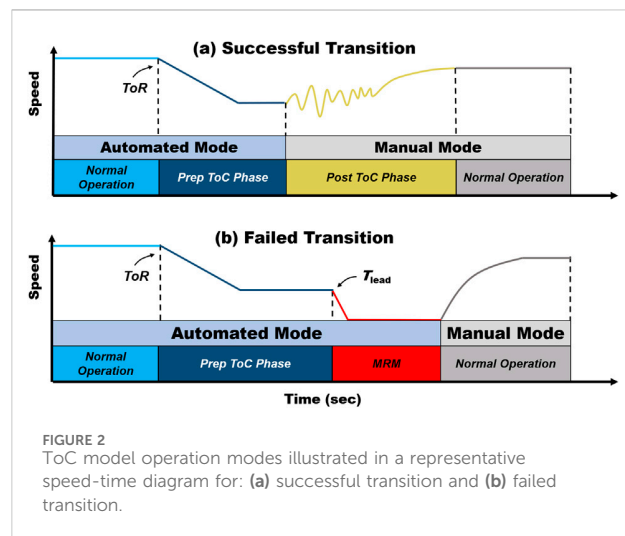 (a) Successful Transition
ToR
Speed
Automated Mode
Manual Mode
Normal
Operation
Prep ToC Phase
Post ToC Phase
Normal Operation
(b) Failed Transition
ToR
Tlead
Speed
Automated Mode
Manual Mode
Normal
Operation
Prep ToC Phase
MRM
Normal Operation
Time (sec)
FIGURE 2
ToC model operation modes illustrated in a representative
speed-time diagram for: (a) successful transition and (b) failed
transition.